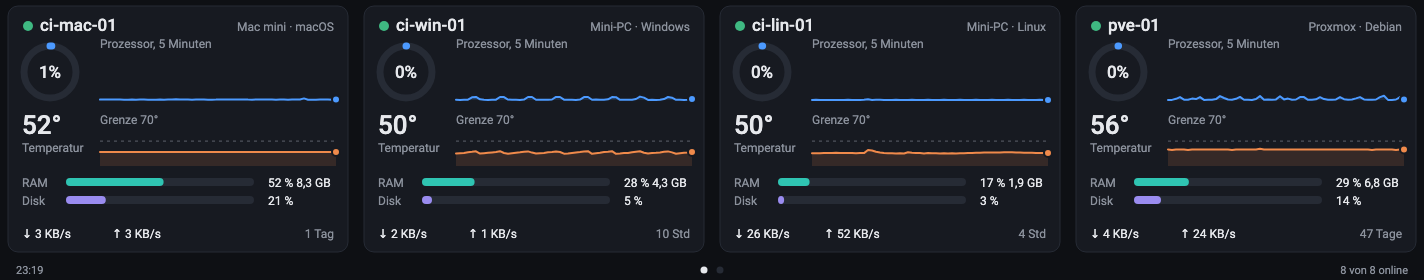 ci-mac-01 Mac mini · macOS
Prozessor, 5 Minuten
1%
52° Grenze 70°
Temperatur
RAM 52 % 8,3 GB
Disk 21 %
↓ 3 KB/s ↑ 3 KB/s 1 Tag
ci-win-01 Mini-PC · Windows
Prozessor, 5 Minuten
0%
50° Grenze 70°
Temperatur
RAM 28 % 4,3 GB
Disk 5 %
↓ 2 KB/s ↑ 1 KB/s 10 Std
ci-lin-01 Mini-PC · Linux
Prozessor, 5 Minuten
0%
50° Grenze 70°
Temperatur
RAM 17 % 1,9 GB
Disk 3 %
↓ 26 KB/s ↑ 52 KB/s 4 Std
pve-01 Proxmox · Debian
Prozessor, 5 Minuten
0%
56° Grenze 70°
Temperatur
RAM 29 % 6,8 GB
Disk 14 %
↓ 4 KB/s ↑ 24 KB/s 47 Tage
23:19 8 von 8 online